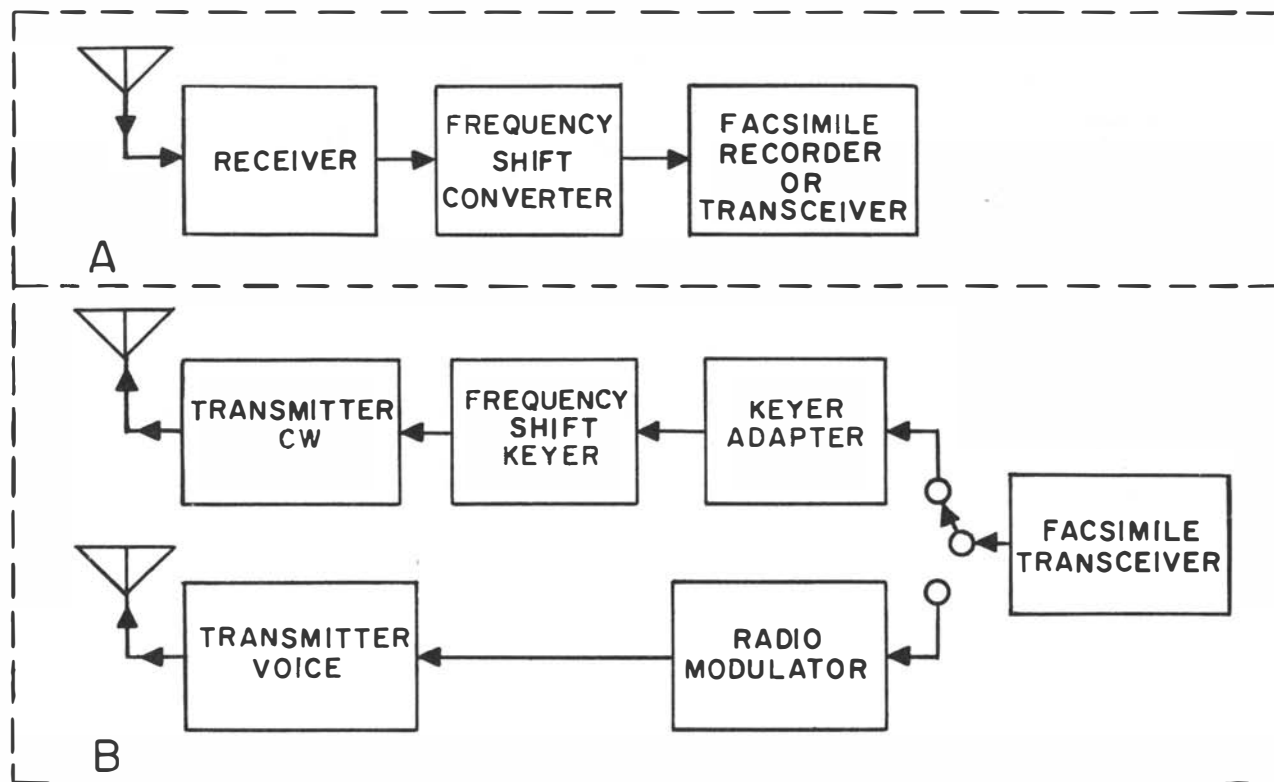 RECEIVER
FREQUENCY
SHIFT
CONVERTER
FACSIMILE
RECORDER
OR
TRANSCEIVER
A
TRANSMITTER
CW
FREQUENCY
SHIFT
KEYER
KEYER
ADAPTER
FACSIMILE
TRANSCEIVER
TRANSMITTER
VOICE
RADIO
MODULATOR
B